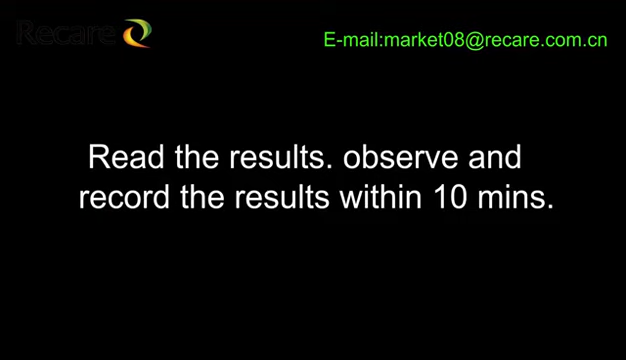 Recare
E-mail:market08@recare.com.cn
Read the results. observe and
record the results within 10 mins.